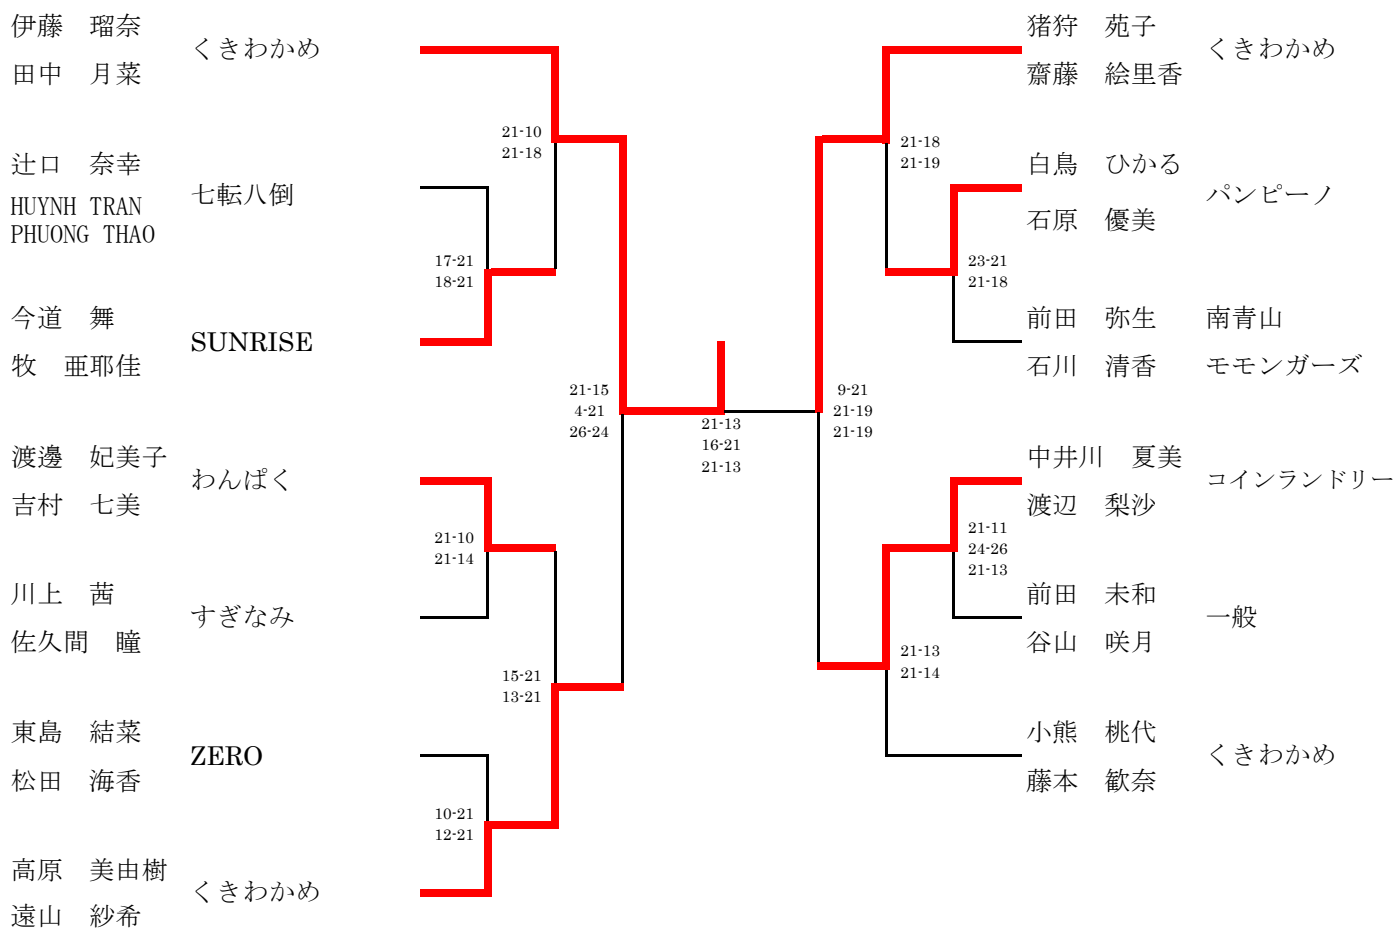 伊藤　瑠奈
田中　月菜
くきわかめ
21-10
21-18
辻口　奈幸
HUYNH TRAN
PHUONG THAO
七転八倒
17-21
18-21
今道　舞
牧　亜耶佳
SUNRISE
21-15
4-21
26-24
渡邊　妃美子
吉村　七美
わんぱく
21-10
21-14
川上　茜
佐久間　瞳
すぎなみ
15-21
13-21
東島　結菜
松田　海香
ZERO
10-21
12-21
高原　美由樹
遠山　紗希
くきわかめ
21-13
16-21
21-13
猪狩　苑子
齋藤　絵里香
くきわかめ
21-18
21-19
白鳥　ひかる
石原　優美
パンピーノ
23-21
21-18
前田　弥生　南青山
石川　清香　モモンガーズ
9-21
21-19
21-19
中井川　夏美
渡辺　梨沙
コインランドリー
21-11
24-26
21-13
前田　未和
谷山　咲月
一般
21-13
21-14
小熊　桃代
藤本　歓奈
くきわかめ